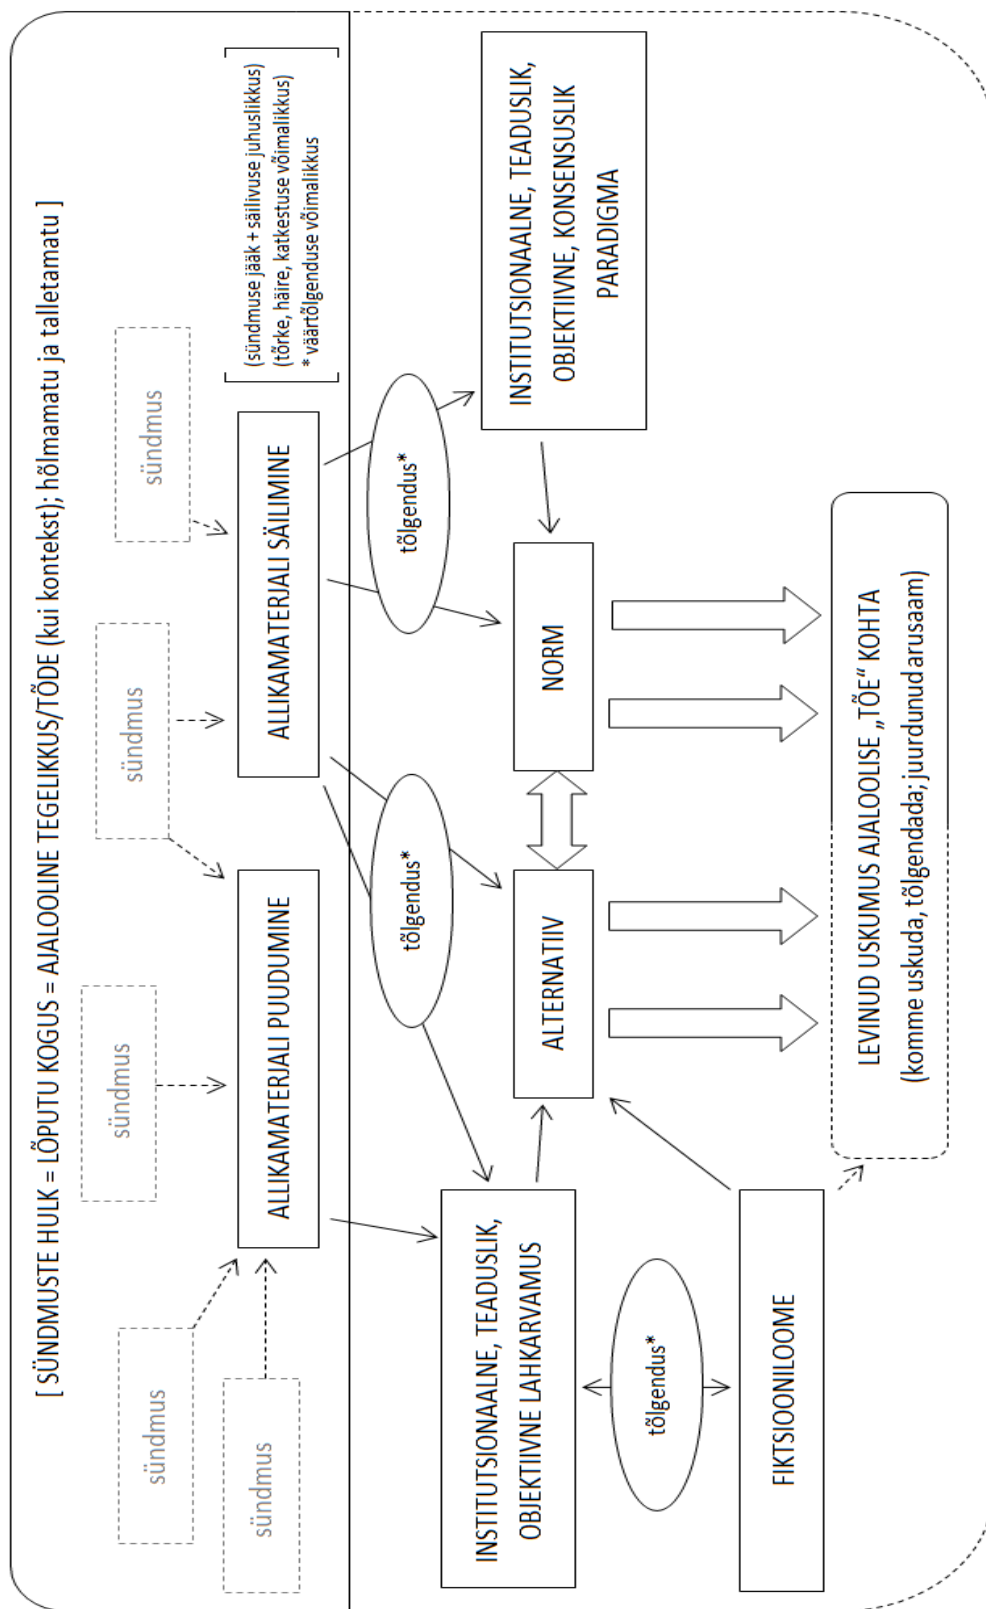 [ SÜNDMUSTE HULK = LÕPUTU KOGUS = AJALOOLINE TEGELIKKUS/TÕDE (kui kontekst); hõlmamatu ja talletamatu ]
sündmus
sündmus
sündmus
sündmus
sündmus
ALLIKAMATERJALI PUUDUMINE
ALLIKAMATERJALI SÄILIMINE
(sündmuse jääk + säilivuse juhuslikkus)
(tõrke, häire, katkestuse võimalikkus)
* väärtõlgenduse võimalikkus
tõlgendus*
tõlgendus*
INSTITUTSIONAALNE, TEADUSLIK,
OBJEKTIIVNE LAHKARVAMUS
ALTERNATIIV
NORM
INSTITUTSIONAALNE, TEADUSLIK,
OBJEKTIIVNE, KONSENSUSLIK
PARADIGMA
tõlgendus*
FIKTSIOONILOOME
LEVINUD USKUMUS AJALOOLISE „TÕE“ KOHTA
(komme uskuda, tõlgendada; juurdunud arusaam)